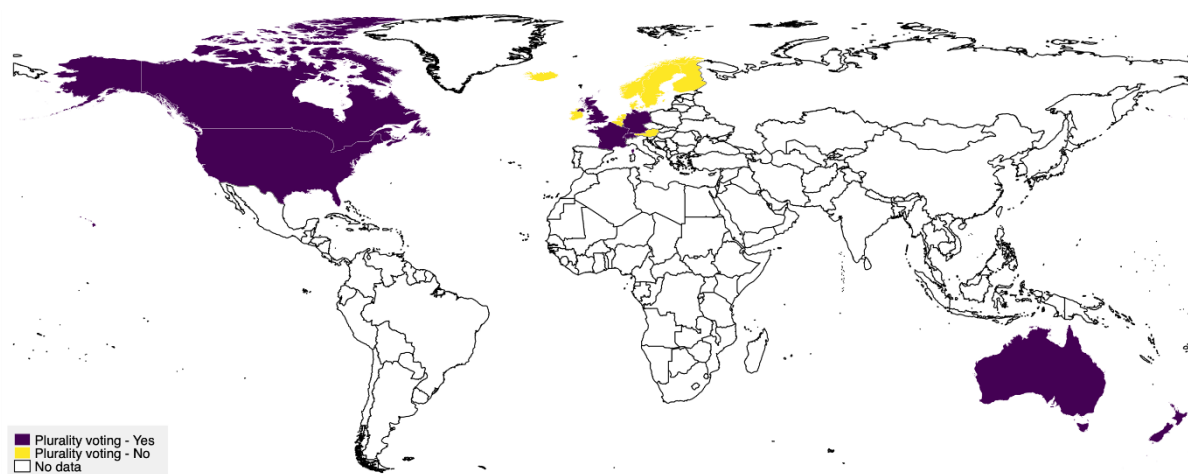 Plurality voting - Yes
Plurality voting - No
No data